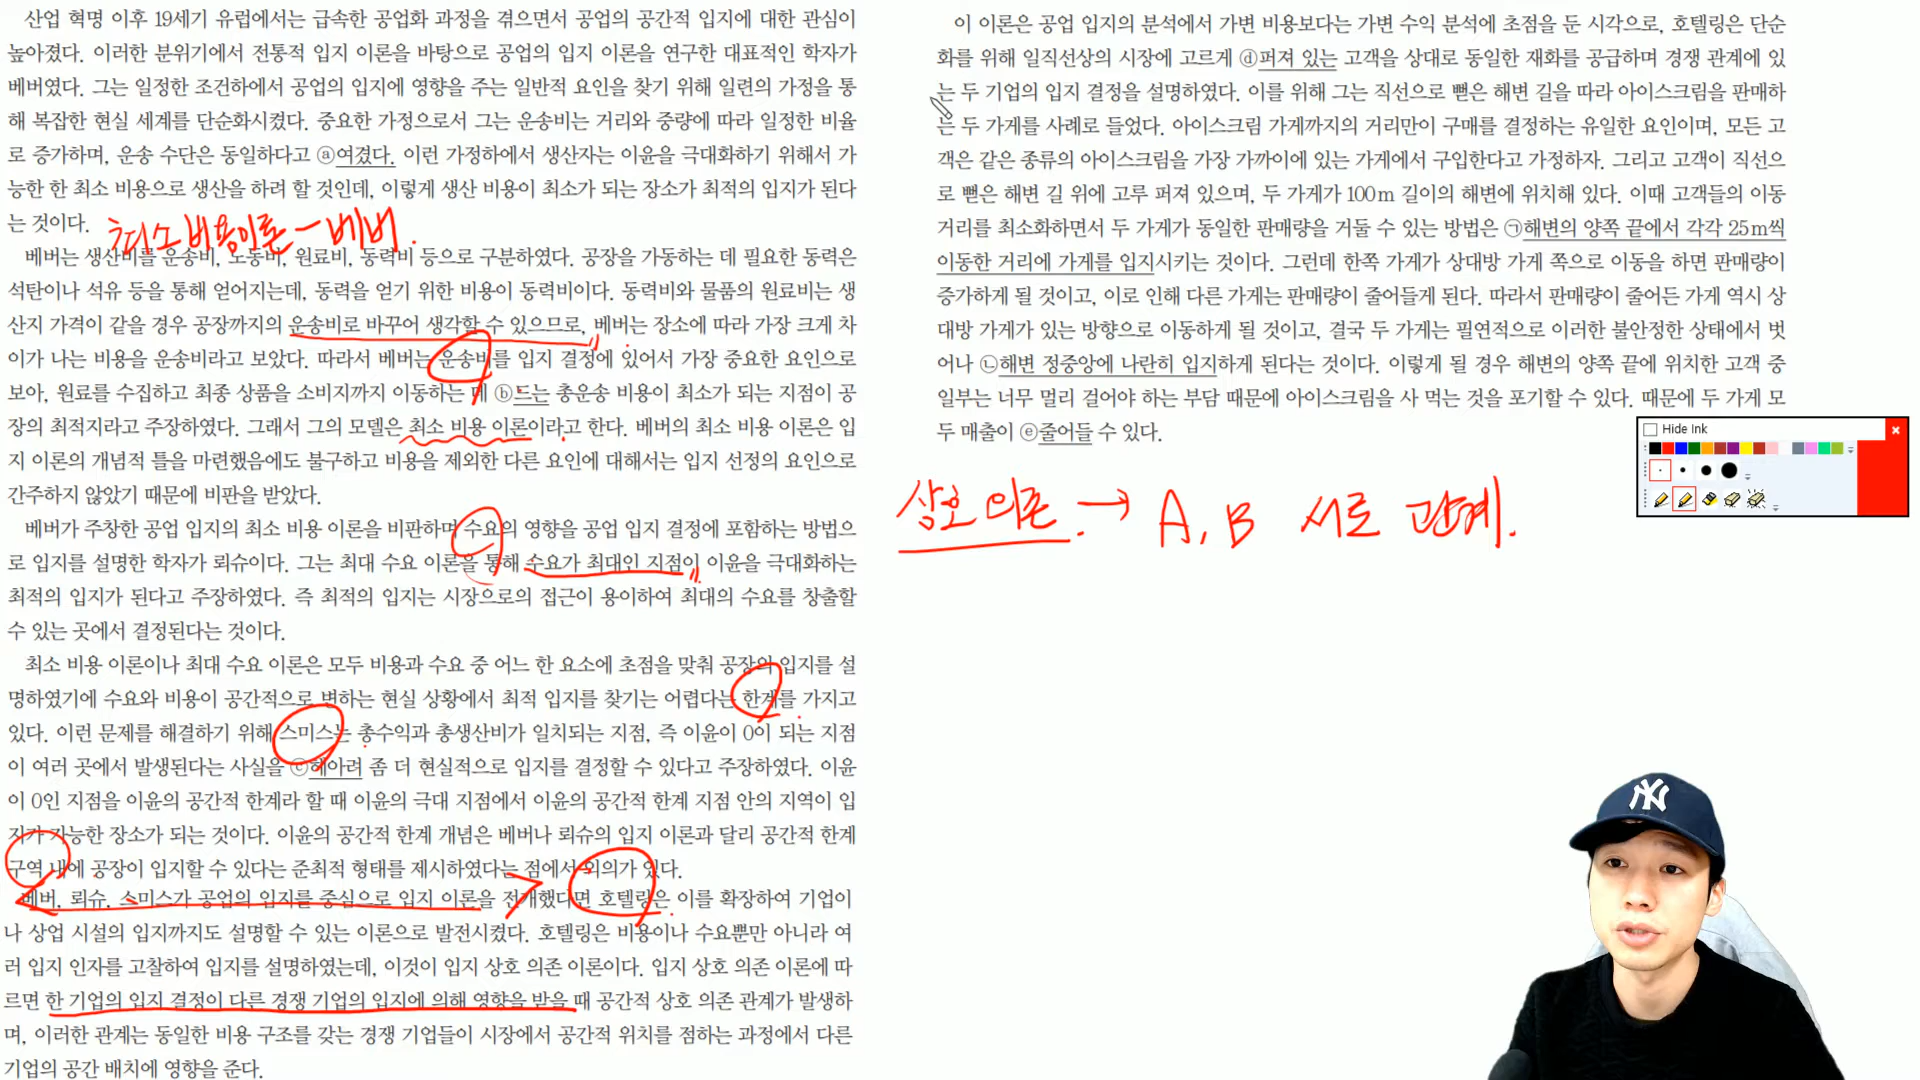 산업 혁명 이후 19세기 유럽에서는 급속한 공업화 과정을 겪으면서 공업의 공간적 입지에 대한 관심이
높아졌다. 이러한 분위기에서 전통적 입지 이론을 바탕으로 공업의 입지 이론을 연구한 대표적인 학자가
베버였다. 그는 일정한 조건하에서 공업의 입지에 영향을 주는 일반적 요인을 찾기 위해 일련의 가정을 통
해 복잡한 현실 세계를 단순화시켰다. 중요한 가정으로서 그는 운송비는 거리와 중량에 따라 일정한 비율
로 증가하며, 운송 수단은 동일하다고 ⓐ여겼다. 이런 가정하에서 생산자는 이윤을 극대화하기 위해서 가
능한 한 최소 비용으로 생산을 하려 할 것인데, 이렇게 생산 비용이 최소가 되는 장소가 최적의 입지가 된다
는 것이다.
최소 비용이론 - 베버.
베버는 생산비를 운송비, 노동비, 원료비, 동력비 등으로 구분하였다. 공장을 가동하는 데 필요한 동력은
석탄이나 석유 등을 통해 얻어지는데, 동력을 얻기 위한 비용이 동력비이다. 동력비와 물품의 원료비는 생
산지 가격이 같을 경우 공장까지의 운송비로 바꾸어 생각할 수 있으므로, 베버는 장소에 따라 가장 크게 차
이가 나는 비용을 운송비라고 보았다. 따라서 베버는 운송비를 입지 결정에 있어서 가장 중요한 요인으로
보아, 원료를 수집하고 최종 상품을 소비지까지 이동하는 데 ⓑ드는 총운송 비용이 최소가 되는 지점이 공
장의 최적지라고 주장하였다. 그래서 그의 모델은 최소 비용 이론이라고 한다. 베버의 최소 비용 이론은 입
지 이론의 개념적 틀을 마련했음에도 불구하고 비용을 제외한 다른 요인에 대해서는 입지 선정의 요인으로
간주하지 않았기 때문에 비판을 받았다.
베버가 주창한 공업 입지의 최소 비용 이론을 비판하며 수요의 영향을 공업 입지 결정에 포함하는 방법으
로 입지를 설명한 학자가 뢰슈이다. 그는 최대 수요 이론을 통해 수요가 최대인 지점이 이윤을 극대화하는
최적의 입지가 된다고 주장하였다. 즉 최적의 입지는 시장으로의 접근이 용이하여 최대의 수요를 창출할
수 있는 곳에서 결정된다는 것이다.
최소 비용 이론이나 최대 수요 이론은 모두 비용과 수요 중 어느 한 요소에 초점을 맞춰 공장의 입지를 설
명하였기에 수요와 비용이 공간적으로 변하는 현실 상황에서 최적 입지를 찾기는 어렵다는 한계를 가지고
있다. 이런 문제를 해결하기 위해 스미스는 총수익과 총생산비가 일치되는 지점, 즉 이윤이 0이 되는 지점
이 여러 곳에서 발생된다는 사실을 ⓒ헤아려 좀 더 현실적으로 입지를 결정할 수 있다고 주장하였다. 이윤
이 0인 지점을 이윤의 공간적 한계라 할 때 이윤의 극대 지점에서 이윤의 공간적 한계 지점 안의 지역이 입
지가 가능한 장소가 되는 것이다. 이윤의 공간적 한계 개념은 베버나 뢰슈의 입지 이론과 달리 공간적 한계
구역 내에 공장이 입지할 수 있다는 준최적 형태를 제시하였다는 점에서 의의가 있다.
베버, 뢰슈, 스미스가 공업의 입지를 중심으로 입지 이론을 전개했다면 호텔링은 이를 확장하여 기업이
나 상업 시설의 입지까지도 설명할 수 있는 이론으로 발전시켰다. 호텔링은 비용이나 수요뿐만 아니라 여
러 입지 인자를 고찰하여 입지를 설명하였는데, 이것이 입지 상호 의존 이론이다. 입지 상호 의존 이론에 따
르면 한 기업의 입지 결정이 다른 경쟁 기업의 입지에 의해 영향을 받을 때 공간적 상호 의존 관계가 발생하
며, 이러한 관계는 동일한 비용 구조를 갖는 경쟁 기업들이 시장에서 공간적 위치를 점하는 과정에서 다른
기업의 공간 배치에 영향을 준다.
이 이론은 공업 입지의 분석에서 가변 비용보다는 가변 수익 분석에 초점을 둔 시각으로, 호텔링은 단순
화를 위해 일직선상의 시장에 고르게 ⓓ퍼져 있는 고객을 상대로 동일한 재화를 공급하며 경쟁 관계에 있
는 두 기업의 입지 결정을 설명하였다. 이를 위해 그는 직선으로 뻗은 해변 길을 따라 아이스크림을 판매하
는 두 가게를 사례로 들었다. 아이스크림 가게까지의 거리만이 구매를 결정하는 유일한 요인이며, 모든 고
객은 같은 종류의 아이스크림을 가장 가까이에 있는 가게에서 구입한다고 가정하자. 그리고 고객이 직선으
로 뻗은 해변 길 위에 고루 퍼져 있으며, 두 가게가 100m 길이의 해변에 위치해 있다. 이때 고객들의 이동
거리를 최소화하면서 두 가게가 동일한 판매량을 거둘 수 있는 방법은 ㉠해변의 양쪽 끝에서 각각 25m씩
이동한 거리에 가게를 입지시키는 것이다. 그런데 한쪽 가게가 상대방 가게 쪽으로 이동을 하면 판매량이
증가하게 될 것이고, 이로 인해 다른 가게는 판매량이 줄어들게 된다. 따라서 판매량이 줄어든 가게 역시 상
대방 가게가 있는 방향으로 이동하게 될 것이고, 결국 두 가게는 필연적으로 이러한 불안정한 상태에서 벗
어나 ㉡해변 정중앙에 나란히 입지하게 된다는 것이다. 이렇게 될 경우 해변의 양쪽 끝에 위치한 고객 중
일부는 너무 멀리 걸어야 하는 부담 때문에 아이스크림을 사 먹는 것을 포기할 수 있다. 때문에 두 가게 모
두 매출이 ⓔ줄어들 수 있다.
상호 의존. → A, B 서로 관계.
Hide Ink
NY